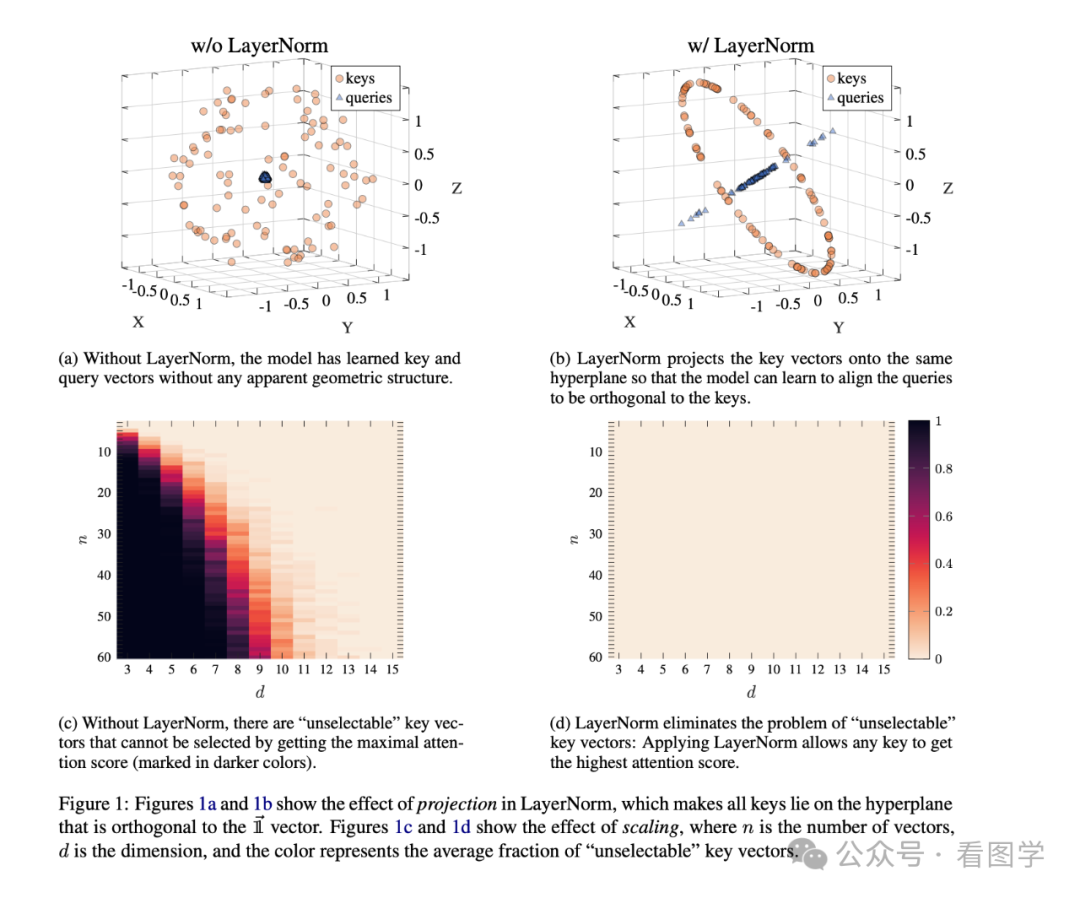 w/o LayerNorm
keys
queries
1
0.5
0
-0.5
-1
Z
-1
-0.5
0
0.5
1
X
-1
-0.5
0
0.5
1
Y
w/ LayerNorm
keys
queries
1
0.5
0
-0.5
-1
Z
-1
-0.5
0
0.5
1
X
-1
-0.5
0
0.5
1
Y
(a) Without LayerNorm, the model has learned key and
query vectors without any apparent geometric structure.
(b) LayerNorm projects the key vectors onto the same
hyperplane so that the model can learn to align the queries
to be orthogonal to the keys.
10
20
30
40
50
60
n
3 4 5 6 7 8 9 10 11 12 13 14 15
d
10
20
30
40
50
60
n
3 4 5 6 7 8 9 10 11 12 13 14 15
d
1
0.8
0.6
0.4
0.2
0
(c) Without LayerNorm, there are “unselectable” key vec-
tors that cannot be selected by getting the maximal atten-
tion score (marked in darker colors).
(d) LayerNorm eliminates the problem of “unselectable”
key vectors: Applying LayerNorm allows any key to get
the highest attention score.
Figure 1: Figures 1a and 1b show the effect of projection in LayerNorm, which makes all keys lie on the hyperplane
that is orthogonal to the 𝟙⃗ vector. Figures 1c and 1d show the effect of scaling, where n is the number of vectors,
d is the dimension, and the color represents the average fraction of “unselectable” key vectors.
公众号 · 看图学